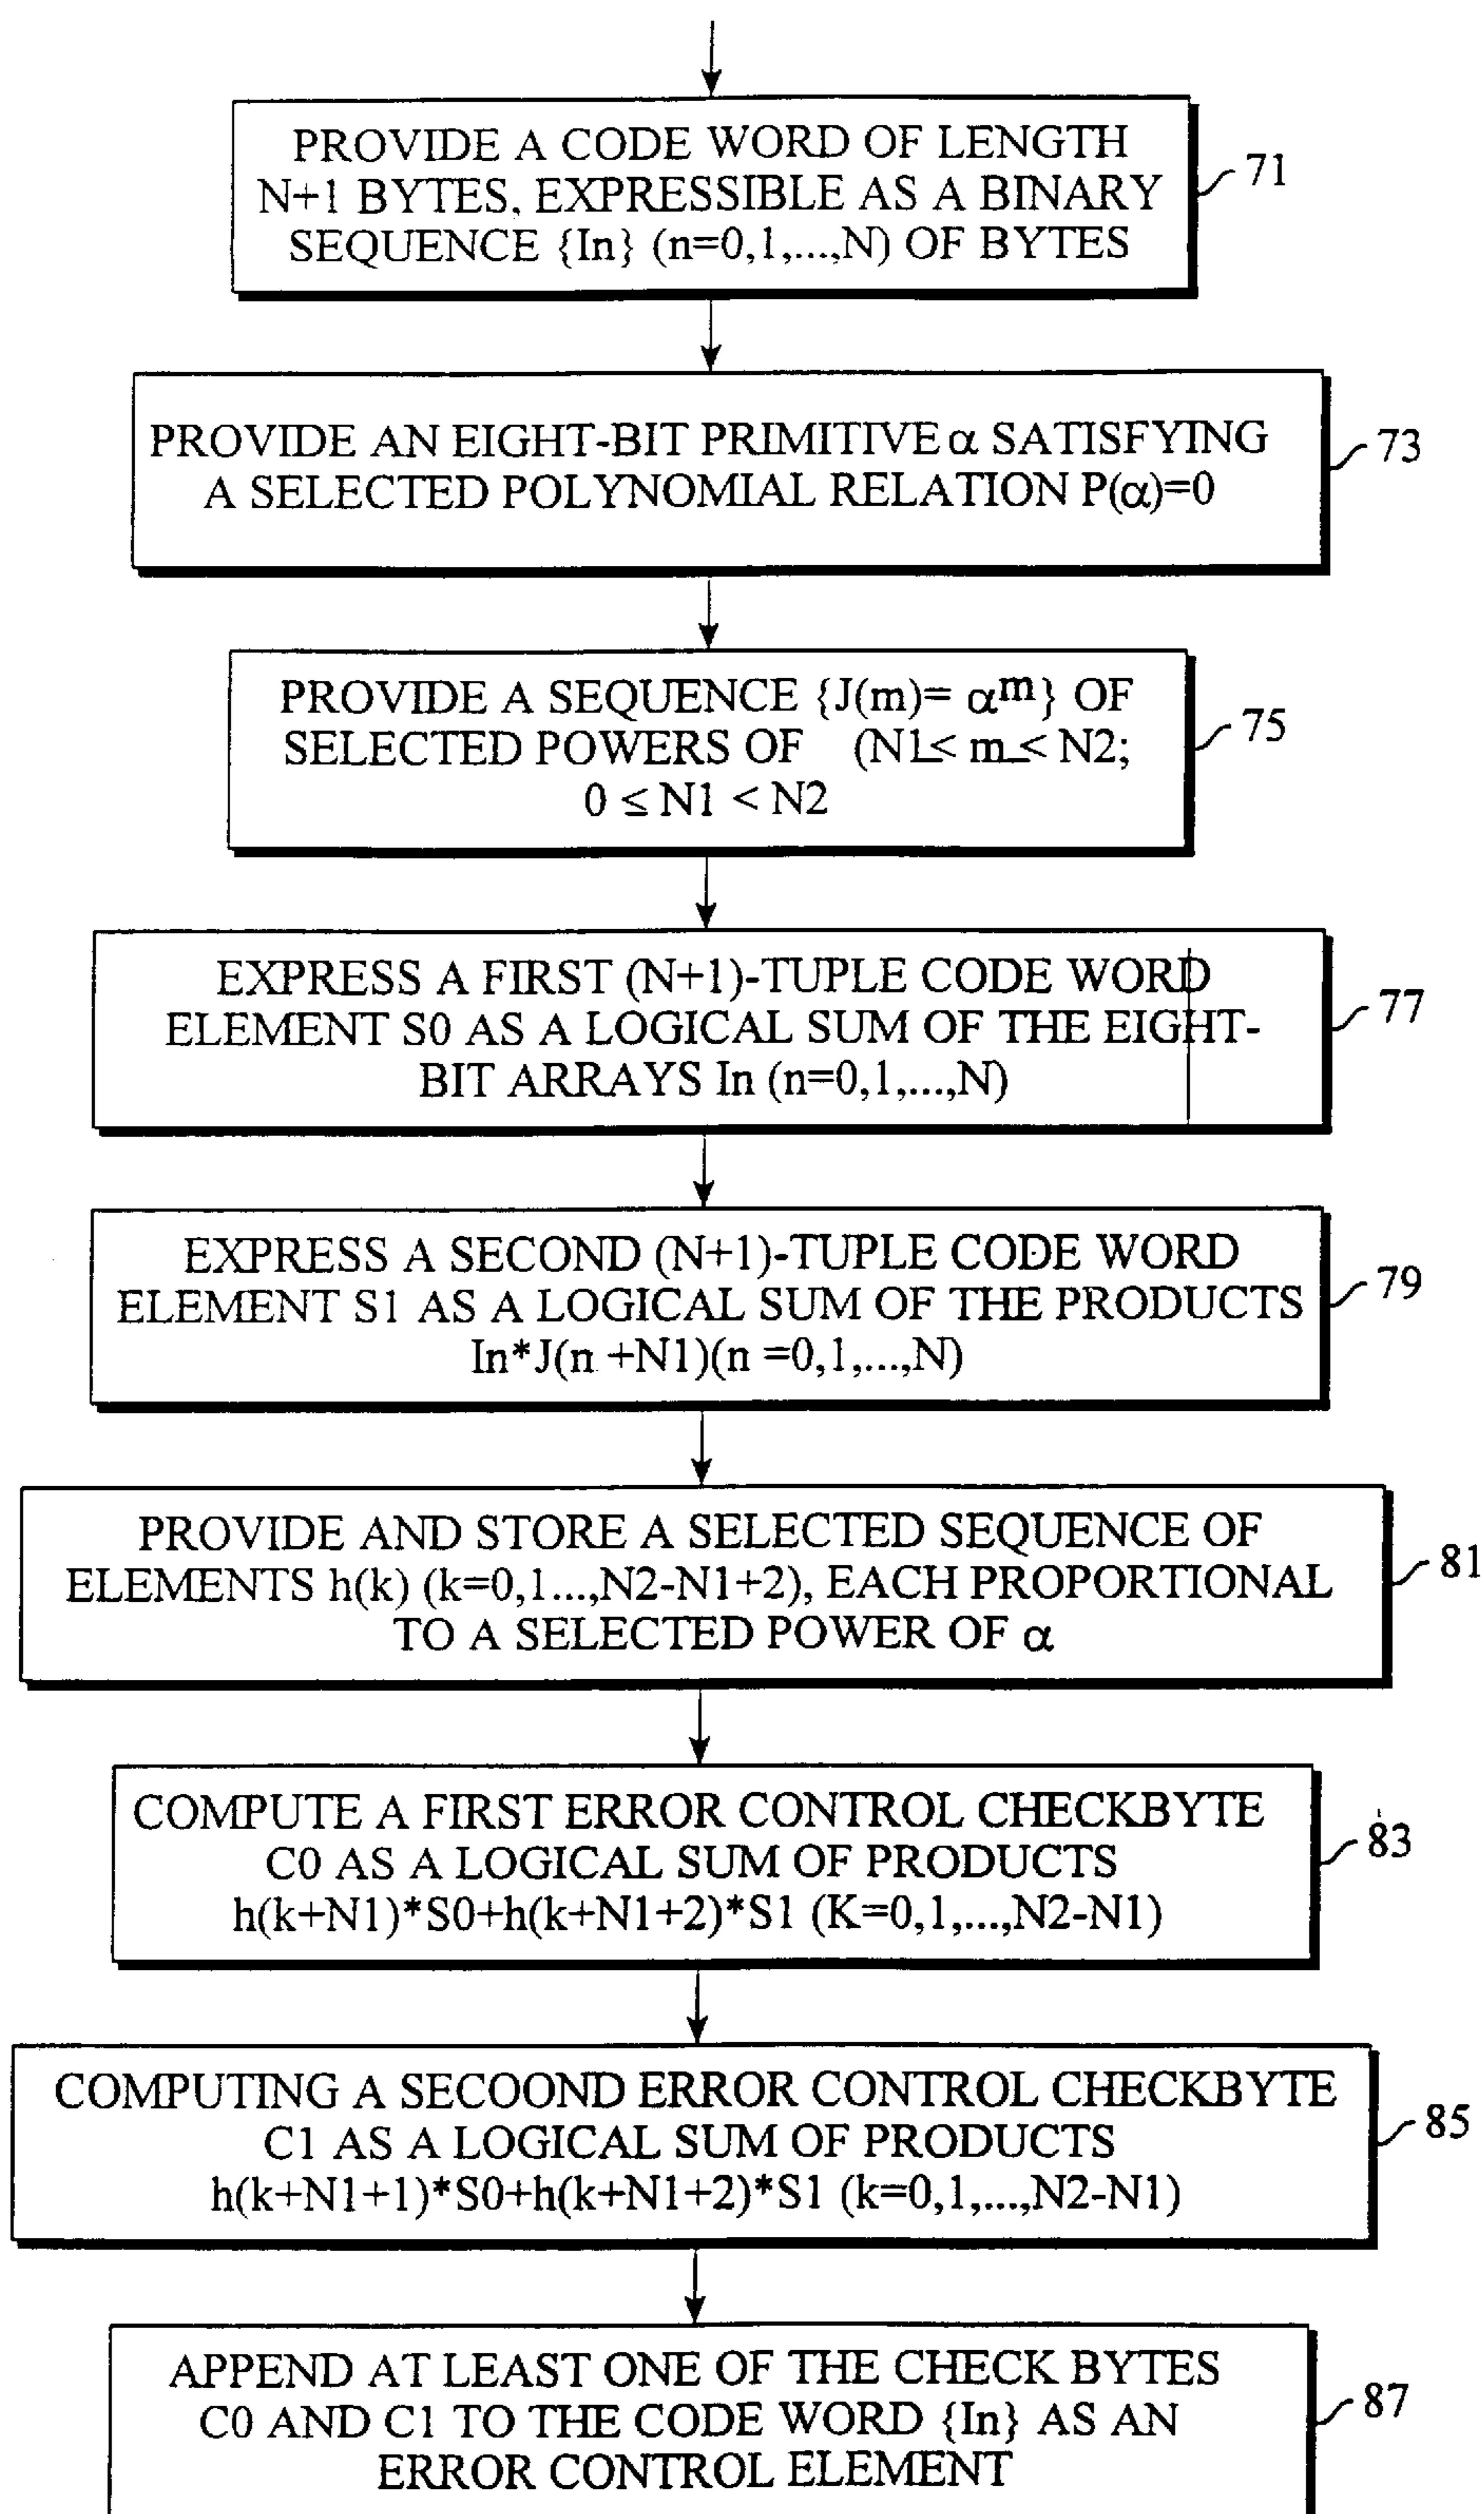 PROVIDE A CODE WORD OF LENGTH
N+1 BYTES, EXPRESSIBLE AS A BINARY
SEQUENCE {In} (n=0,1,...,N) OF BYTES
71
PROVIDE AN EIGHT-BIT PRIMITIVE α SATISFYING
A SELECTED POLYNOMIAL RELATION P(α)=0
73
PROVIDE A SEQUENCE {J(m)= α^m} OF
SELECTED POWERS OF (N1≤ m ≤ N2;
0 ≤ N1 < N2
75
EXPRESS A FIRST (N+1)-TUPLE CODE WORD
ELEMENT S0 AS A LOGICAL SUM OF THE EIGHT-
BIT ARRAYS In (n=0,1,...,N)
77
EXPRESS A SECOND (N+1)-TUPLE CODE WORD
ELEMENT S1 AS A LOGICAL SUM OF THE PRODUCTS
In*J(n +N1)(n =0,1,...,N)
79
PROVIDE AND STORE A SELECTED SEQUENCE OF
ELEMENTS h(k) (k=0,1...,N2-N1+2), EACH PROPORTIONAL
TO A SELECTED POWER OF α
81
COMPUTE A FIRST ERROR CONTROL CHECKBYTE
C0 AS A LOGICAL SUM OF PRODUCTS
h(k+N1)*S0+h(k+N1+2)*S1 (K=0,1,...,N2-N1)
83
COMPUTING A SECOOND ERROR CONTROL CHECKBYTE
C1 AS A LOGICAL SUM OF PRODUCTS
h(k+N1+1)*S0+h(k+N1+2)*S1 (k=0,1,...,N2-N1)
85
APPEND AT LEAST ONE OF THE CHECK BYTES
C0 AND C1 TO THE CODE WORD {In} AS AN
ERROR CONTROL ELEMENT
87